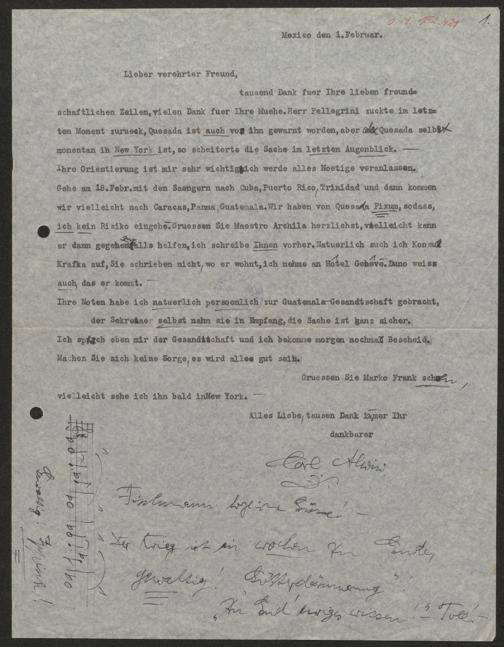 1.
Mexico den 1.Februar.
Lieber verehrter Freund,
tausend Dank fuer Ihre lieben freund=
schaftlichen Zeilen,vielen Dank fuer Ihre Muehe.Herr Pellegrini zuckte im letz=
ten Moment zurueck,Quesada ist auch vor ihm gewarnt worden,aber Quesada selbst
momentan in New York ist,so scheiterte die Sache im letzten Augenblick. —
Ihre Orientierung ist mir sehr wichtig,ich werde alles Noetige veranlassen.
Gehe am 18.Febr.mit den Saengern nach Cuba,Puerto Rico,Trinidad und dann kommen
wir vielleicht nach Caracas,Panma,Guatemala.Wir haben von Quesada Fixum,sodass,
ich kein Risiko eingehe.Gruessen Sie Maestro Archila herzlichst,vielleicht kann
er dann helfen,ich schreibe Ihnen vorher.Natuerlich such ich
Krafka auf,Sie schrieben nicht,wo er wohnt,ich nehme an Hotel Geneve.Duno weiss
auch,das er kommt.
Ihre Noten habe ich natuerlich persoenlich zur Guatemala-Gesandtschaft gebracht,
der Sekretaer selbst nahm sie in Empfang,die Sache ist ganz sicher.
Ich sprach eben mir der Gesandtschaft und ich bekomme morgen nochmal Bescheid.
Machen Sie sich keine Sorge,es wird alles gut sein.
Gruessen Sie Marko Frank schön,
vielleicht sehe ich ihn bald inNew York. —
Alles Liebe,tausen Dank immer Ihr
dankbarer
Carl Alwin
Der Krieg ist in wochen zu Ende,
gewaltig! Götterdämmerung
"Zu End' ewiges wissen!" Toll!
Gewaltig!